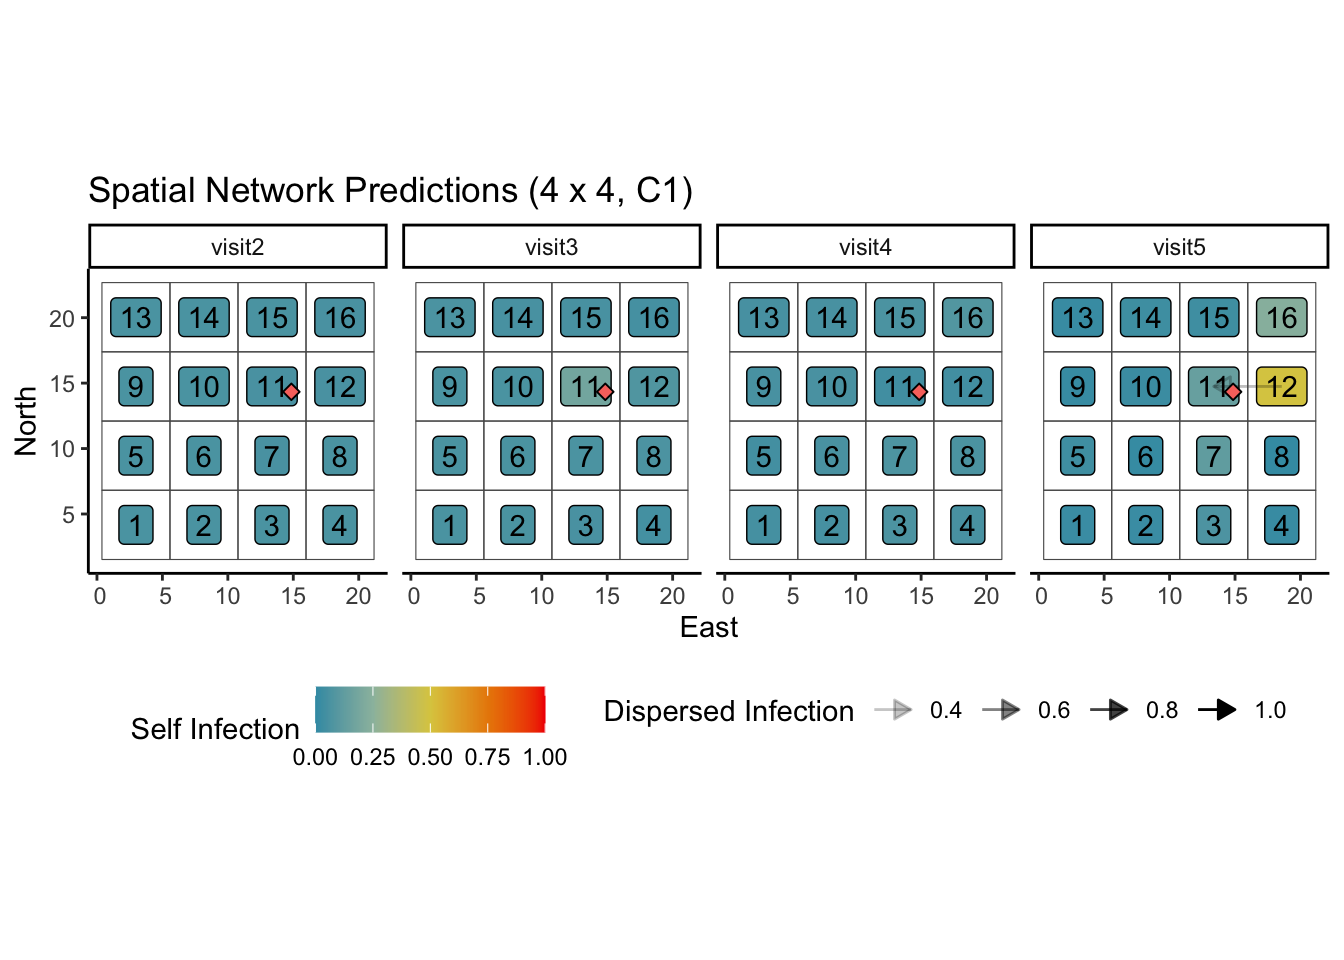 Spatial Network Predictions (4 x 4, C1)
visit2 visit3 visit4 visit5
20 13 14 15 16 13 14 15 16 13 14 15 16 13 14 15 16
15 9 10 11 12 9 10 11 12 9 10 11 12 9 10 11 12
10 5 6 7 8 5 6 7 8 5 6 7 8 5 6 7 8
5 1 2 3 4 1 2 3 4 1 2 3 4 1 2 3 4
North
0 5 10 15 20 0 5 10 15 20 0 5 10 15 20 0 5 10 15 20
East
Self Infection
0.00 0.25 0.50 0.75 1.00
Dispersed Infection 0.4 0.6 0.8 1.0